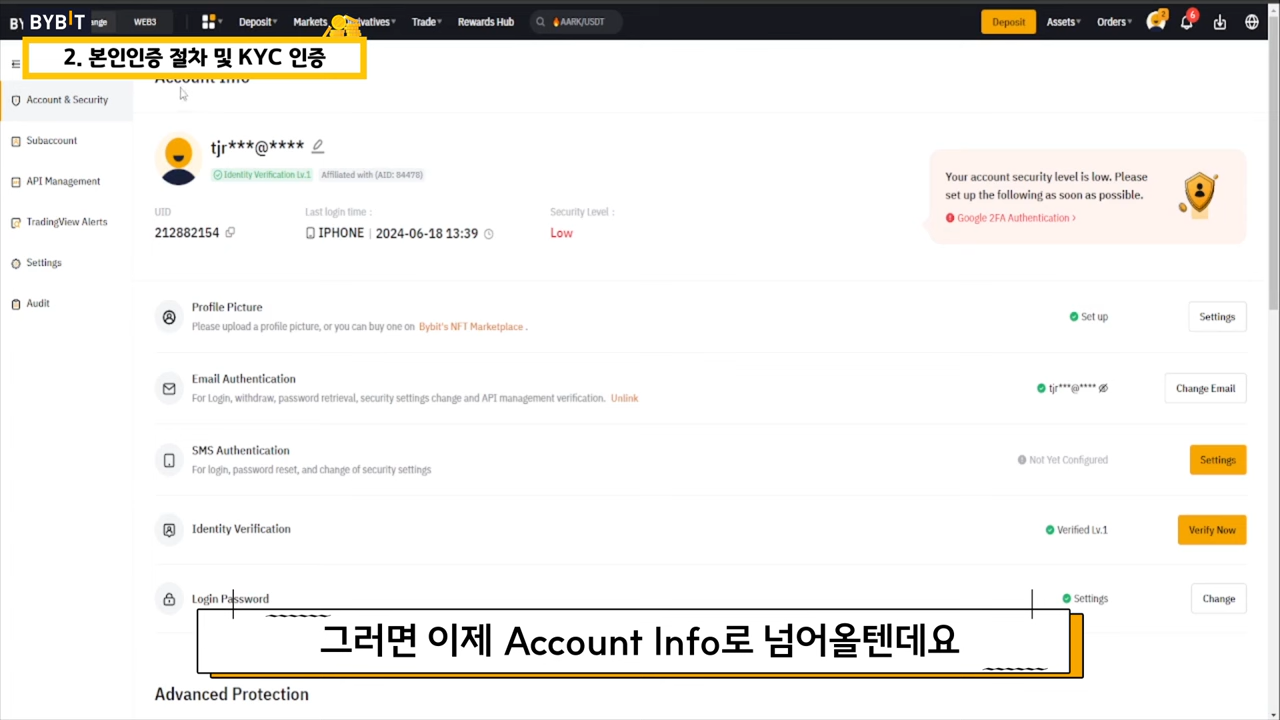 BYBIT
nge
WEB3
Deposit
Markets
Derivatives
Trade
Rewards Hub
AARK/USDT
Deposit
Assets
2
Orders
6
2. 본인인증 절차 및 KYC 인증
Account Info
Account & Security
Subaccount
API Management
TradingView Alerts
Settings
Audit
tjr***@****
Identity Verification Lv.1
Affiliated with (AID: 84478)
UID
Last login time :
Security Level :
212882154
IPHONE | 2024-06-18 13:39
Low
Your account security level is low. Please
set up the following as soon as possible.
Google 2FA Authentication >
Profile Picture
Please upload a profile picture, or you can buy one on Bybit's NFT Marketplace .
Set up
Settings
Email Authentication
For Login, withdraw, password retrieval, security settings change and API management verification. Unlink
tjr***@****
Change Email
SMS Authentication
For login, password reset, and change of security settings
Not Yet Configured
Settings
Identity Verification
Verified Lv.1
Verify Now
Login Password
Settings
Change
그러면 이제 Account Info로 넘어올텐데요
Advanced Protection